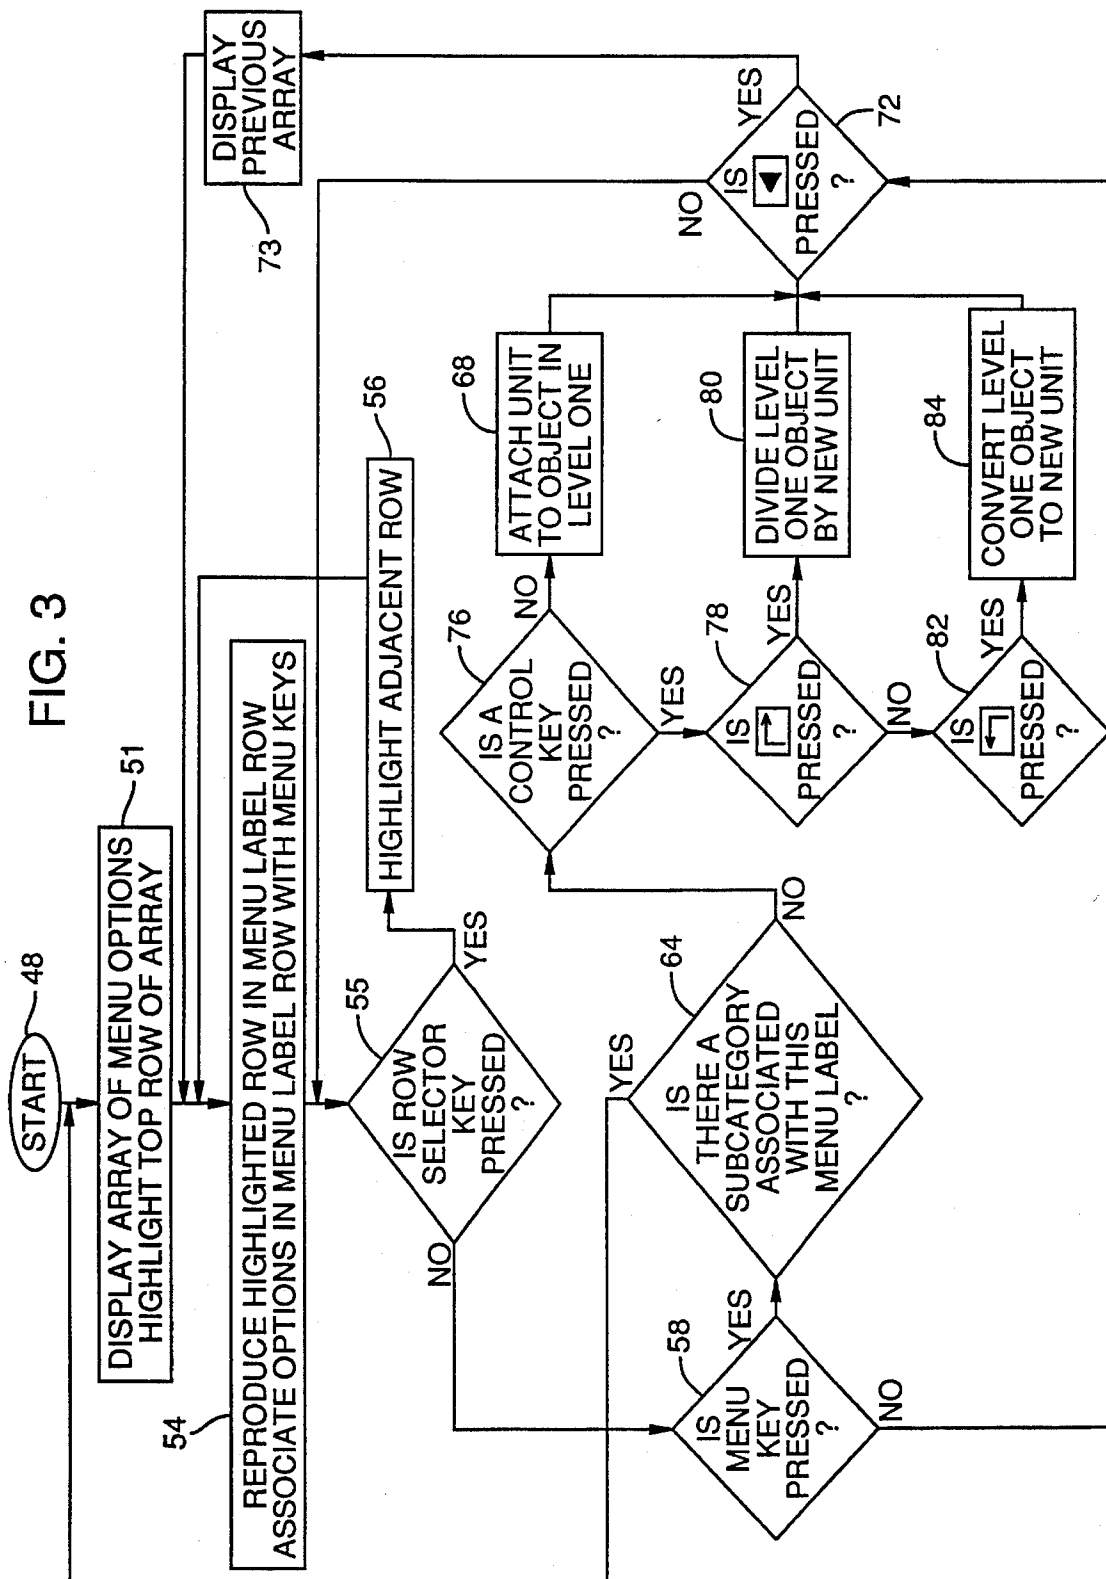 FIG. 3
START
48
DISPLAY ARRAY OF MENU OPTIONS
HIGHLIGHT TOP ROW OF ARRAY
51
54
REPRODUCE HIGHLIGHTED ROW IN MENU LABEL ROW
ASSOCIATE OPTIONS IN MENU LABEL ROW WITH MENU KEYS
DISPLAY
PREVIOUS
ARRAY
73
IS ROW
SELECTOR
KEY
PRESSED
?
55
YES
NO
HIGHLIGHT ADJACENT ROW
56
IS
MENU
KEY
PRESSED
?
58
YES
NO
IS
THERE A
SUBCATEGORY
ASSOCIATED
WITH THIS
MENU LABEL
?
64
YES
NO
IS A
CONTROL
KEY
PRESSED
?
76
NO
YES
ATTACH UNIT
TO OBJECT IN
LEVEL ONE
68
IS
PRESSED
?
78
YES
NO
DIVIDE LEVEL
ONE OBJECT
BY NEW UNIT
80
IS
PRESSED
?
82
YES
CONVERT LEVEL
ONE OBJECT
TO NEW UNIT
84
IS
PRESSED
?
72
YES
NO